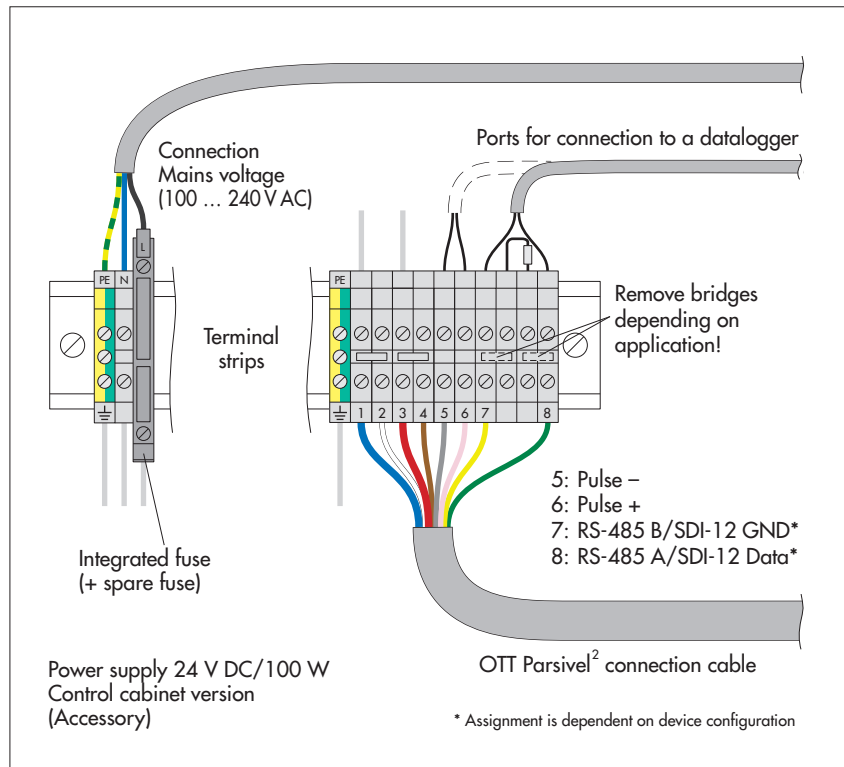 Ports for connection to a datalogger
Connection
Mains voltage
(100 ... 240 V AC)
L
PE N
PE
Terminal
strips
Remove bridges
depending on
application!
1 2 3 4 5 6 7 8
5: Pulse –
6: Pulse +
7: RS-485 B/SDI-12 GND*
8: RS-485 A/SDI-12 Data*
Integrated fuse
(+ spare fuse)
OTT Parsivel² connection cable
Power supply 24 V DC/100 W
Control cabinet version
(Accessory)
* Assignment is dependent on device configuration